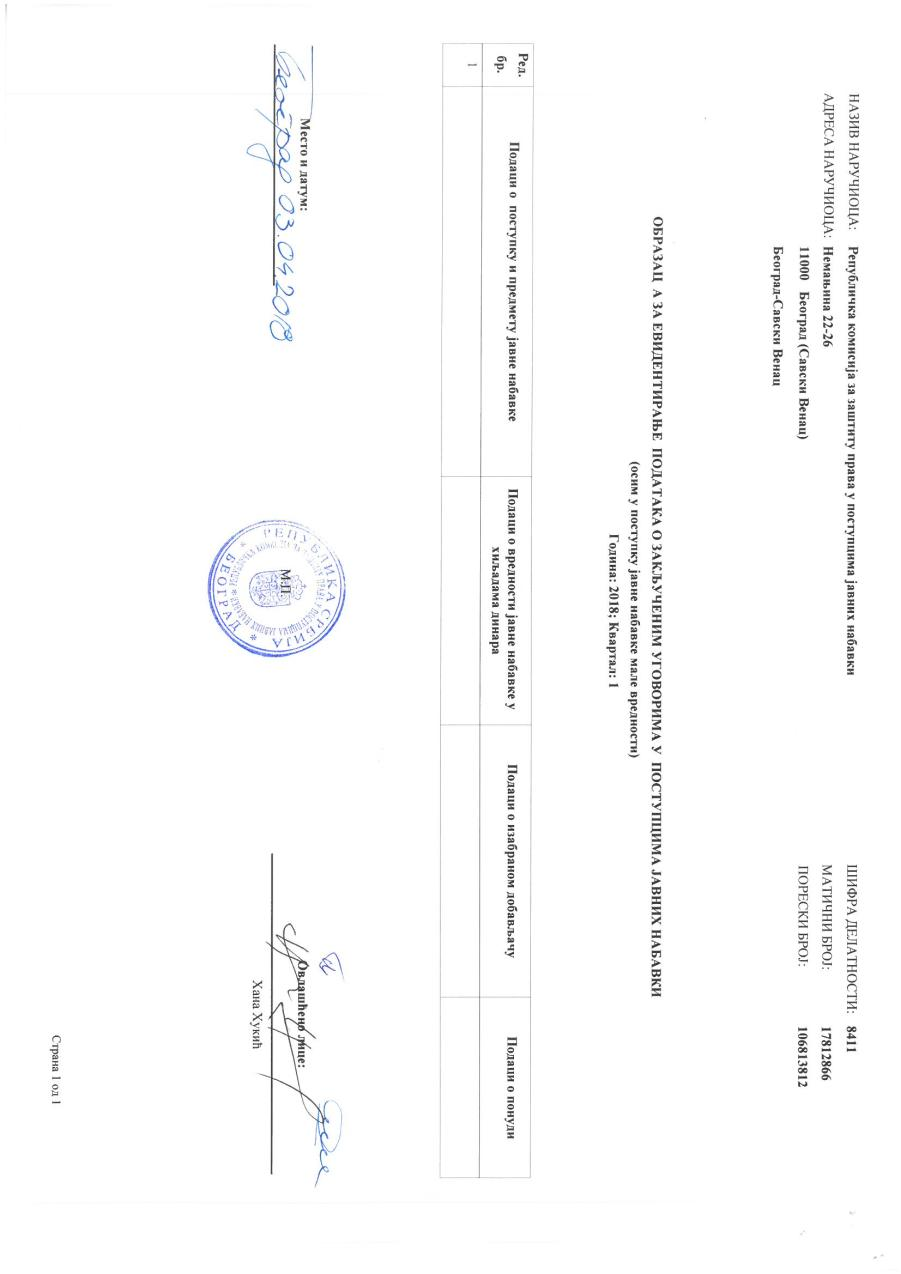 НАЗИВ НАРУЧИОЦА: Републичка комисија за заштиту права у поступцима јавних набавки
АДРЕСА НАРУЧИОЦА: Немањина 22-26
11000 Београд (Савски Венац)
Београд-Савски Венац
ШИФРА ДЕЛАТНОСТИ: 8411
МАТИЧНИ БРОЈ: 17812866
ПОРЕСКИ БРОЈ: 106813812
ОБРАЗАЦ А ЗА ЕВИДЕНТИРАЊЕ ПОДАТАКА О ЗАКЉУЧЕНИМ УГОВОРИМА У ПОСТУПЦИМА ЈАВНИХ НАБАВКИ
(осим у поступку јавне набавке мале вредности)
Година: 2018; Квартал: 1
Ред.
бр.
Подаци о поступку и предмету јавне набавке
Подаци о вредности јавне набавке у
хиљадама динара
Подаци о изабраном добављачу
Подаци о понуди
1
Место и датум:
Београд 03.04.2018
М.П.
РЕПУБЛИКА СРБИЈА
* БЕОГРАД *
Овлашћено лице:
Хана Хукић
Страна 1 од 1